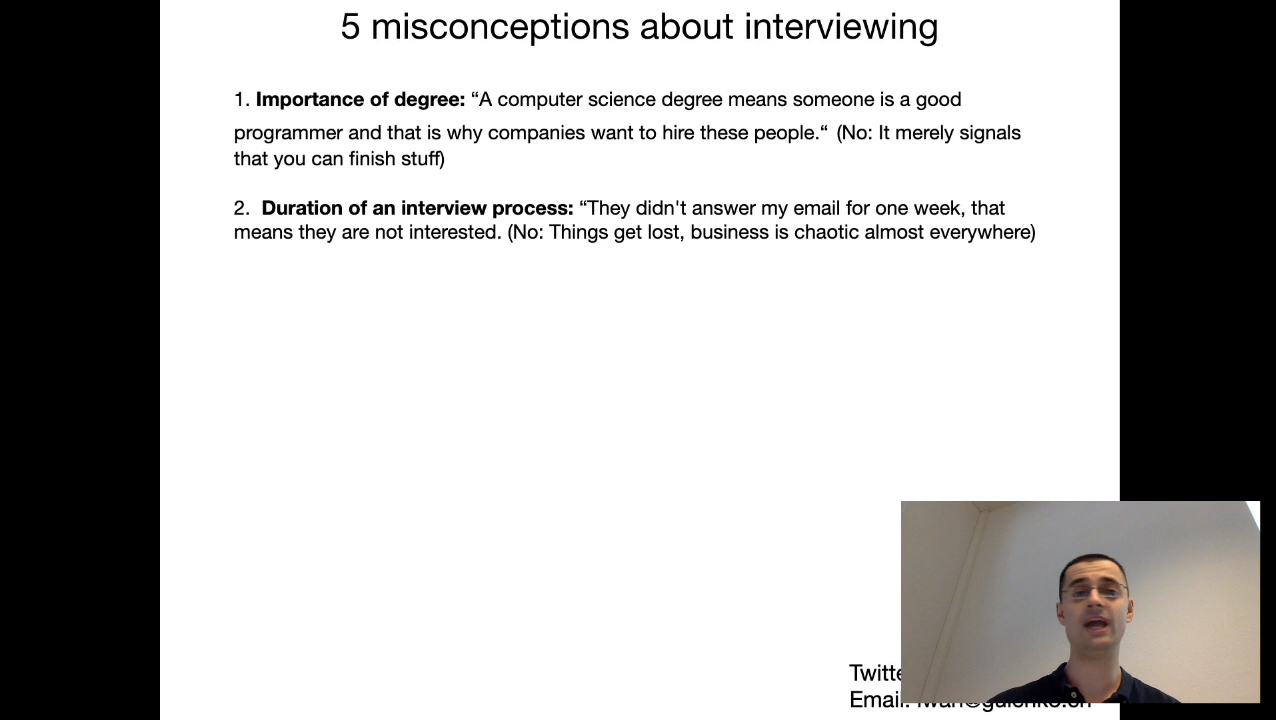 5 misconceptions about interviewing
1. Importance of degree: “A computer science degree means someone is a good
programmer and that is why companies want to hire these people.“ (No: It merely signals
that you can finish stuff)
2. Duration of an interview process: “They didn't answer my email for one week, that
means they are not interested. (No: Things get lost, business is chaotic almost everywhere)
Email: